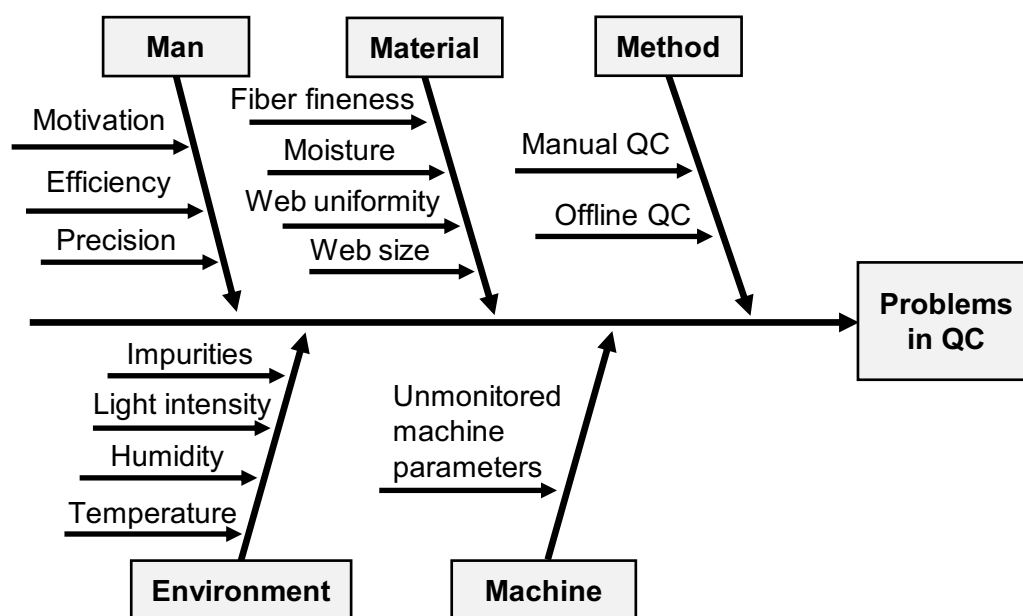 Man
Material
Method
Motivation
Efficiency
Precision
Fiber fineness
Moisture
Web uniformity
Web size
Manual QC
Offline QC
Problems
in QC
Impurities
Light intensity
Humidity
Temperature
Unmonitored
machine
parameters
Environment
Machine